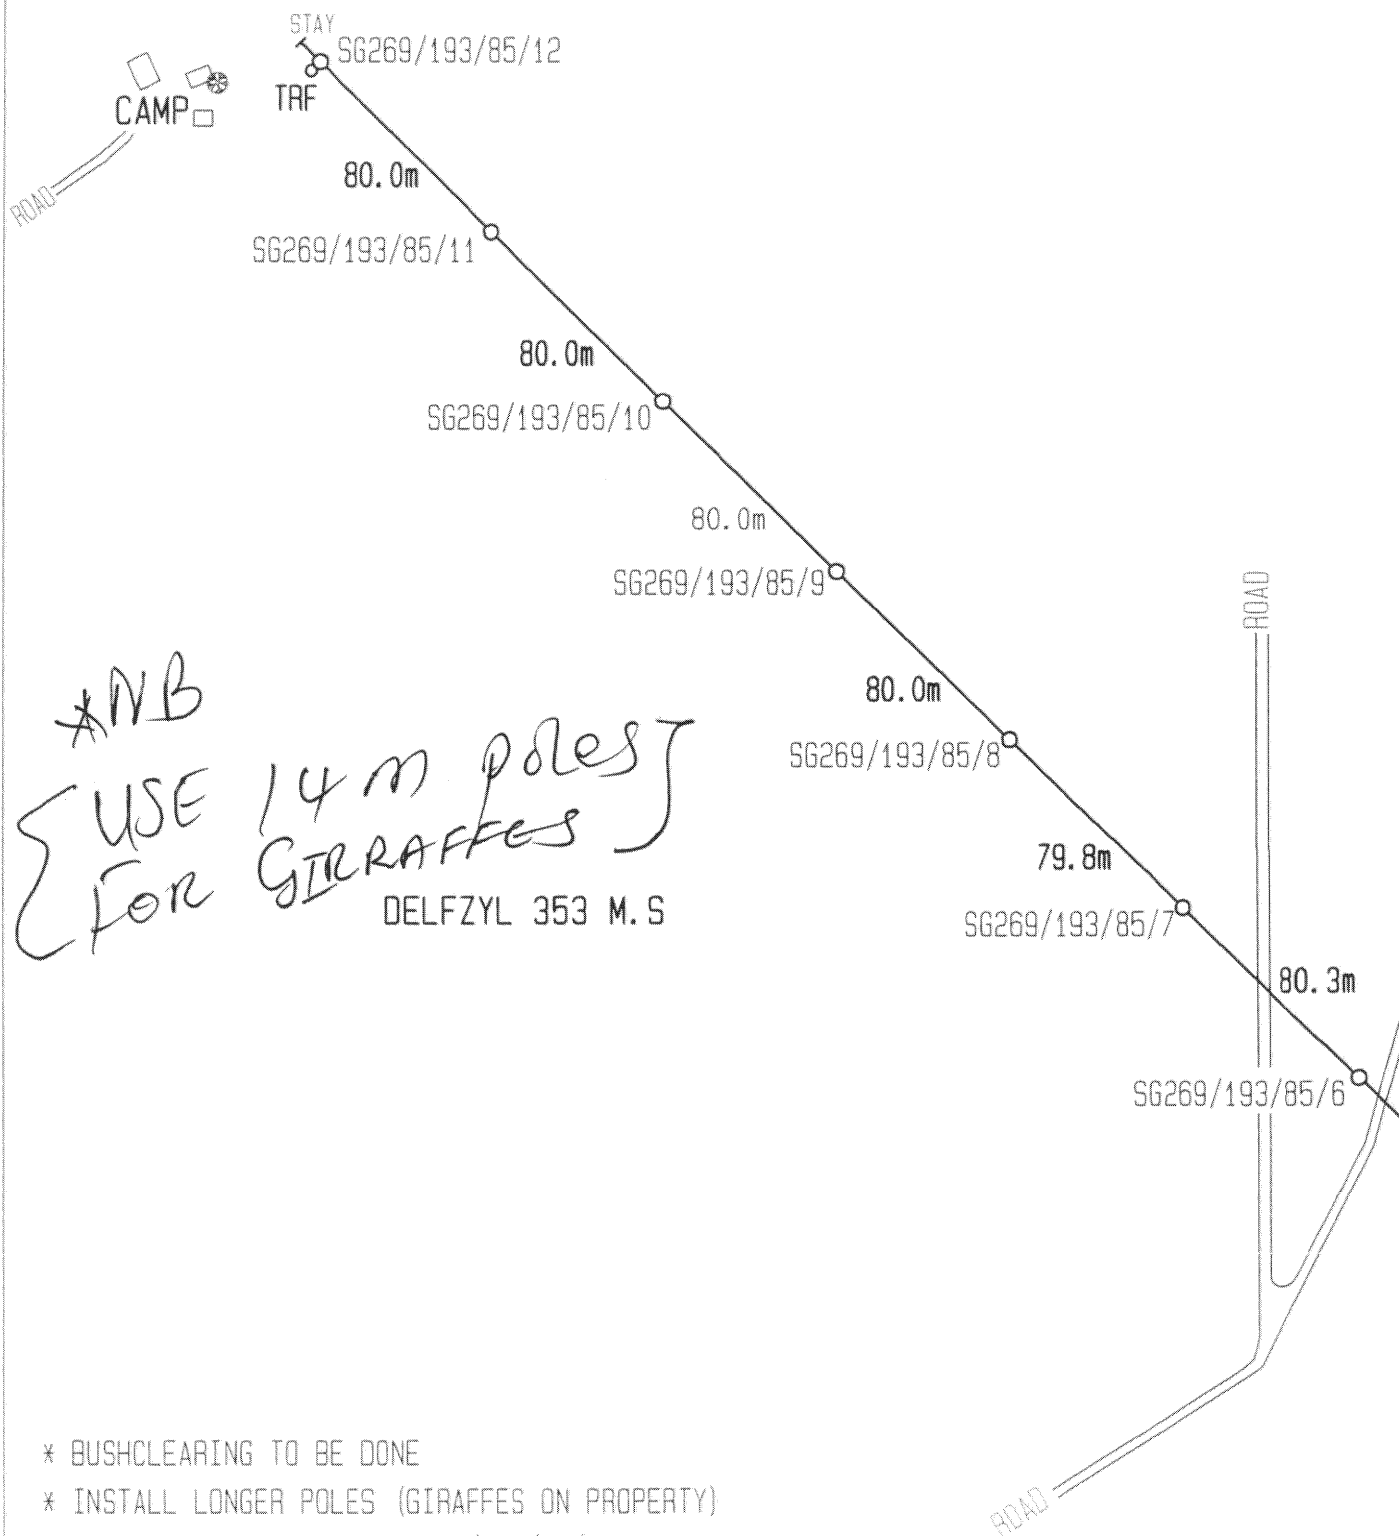 STAY
SG269/193/85/12
TRF
CAMP
ROAD
80.0m
SG269/193/85/11
80.0m
SG269/193/85/10
80.0m
SG269/193/85/9
ROAD
80.0m
SG269/193/85/8
*NB
USE 14m poles
FOR GIRRAFFES
DELFZYL 353 M.S
79.8m
SG269/193/85/7
80.3m
SG269/193/85/6
* BUSHCLEARING TO BE DONE
* INSTALL LONGER POLES (GIRAFFES ON PROPERTY)
ROAD